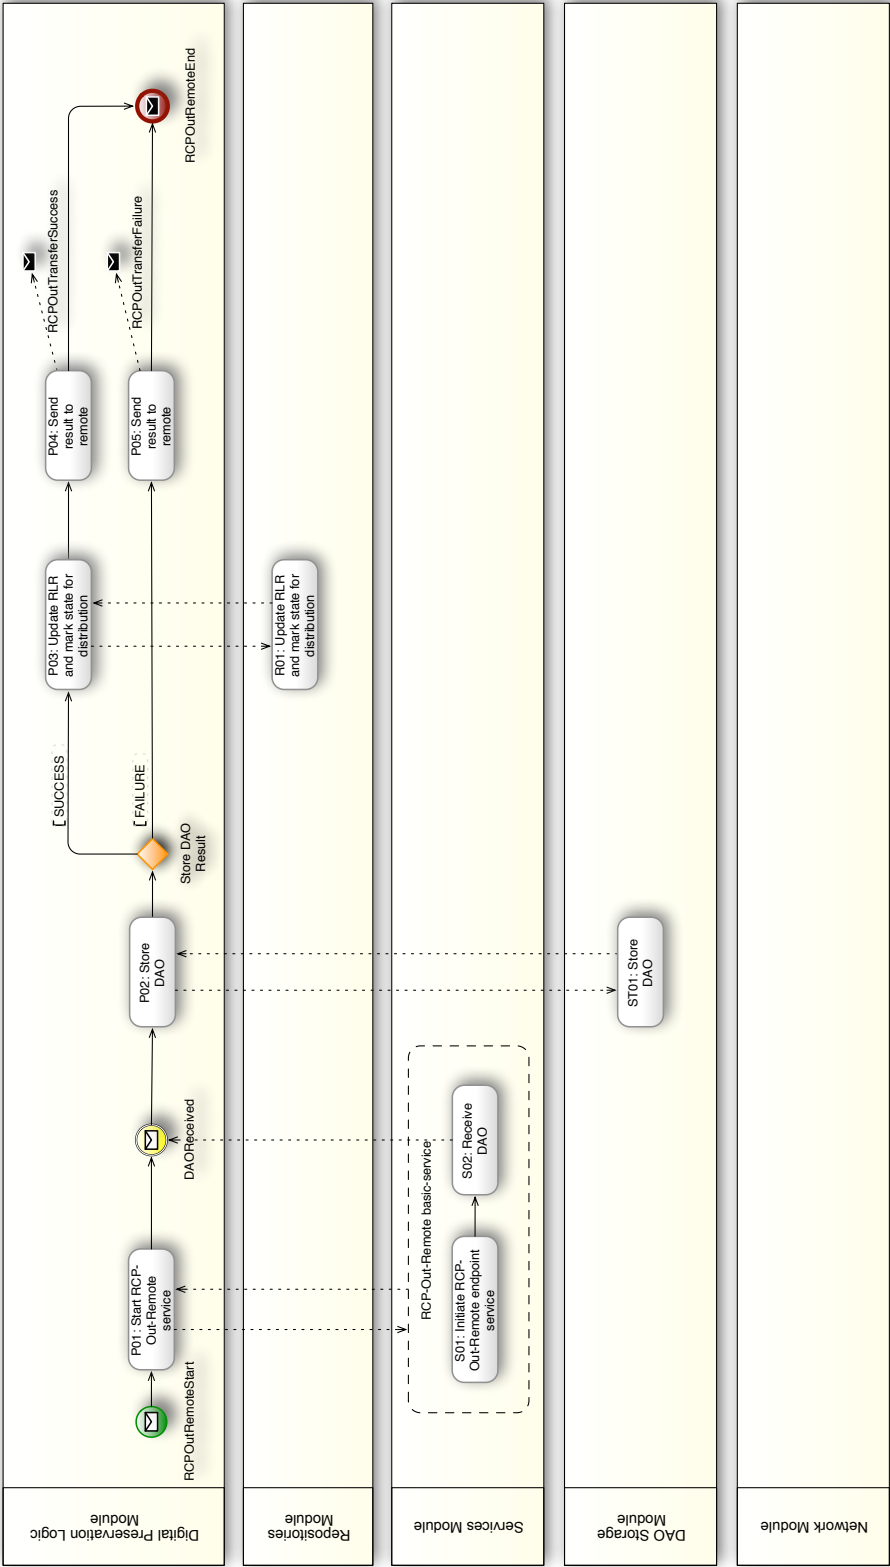 Digital Preservation Logic
Module
RCPOutRemoteStart
P01: Start RCP-
Out-Remote
service
DAOReceived
P02: Store
DAO
Store DAO
Result
[ SUCCESS
[ FAILURE
P03: Update RLR
and mark state for
distribution
P04: Send
result to
remote
P05: Send
result to
remote
RCPOutTransferSuccess
RCPOutTransferFailure
RCPOutRemoteEnd
Repositories
Module
R01: Update RLR
and mark state for
distribution
Services Module
RCP-Out-Remote basic-service
S01: Initiate RCP-
Out-Remote endpoint
service
S02: Receive
DAO
DAO Storage
Module
ST01: Store
DAO
Network Module